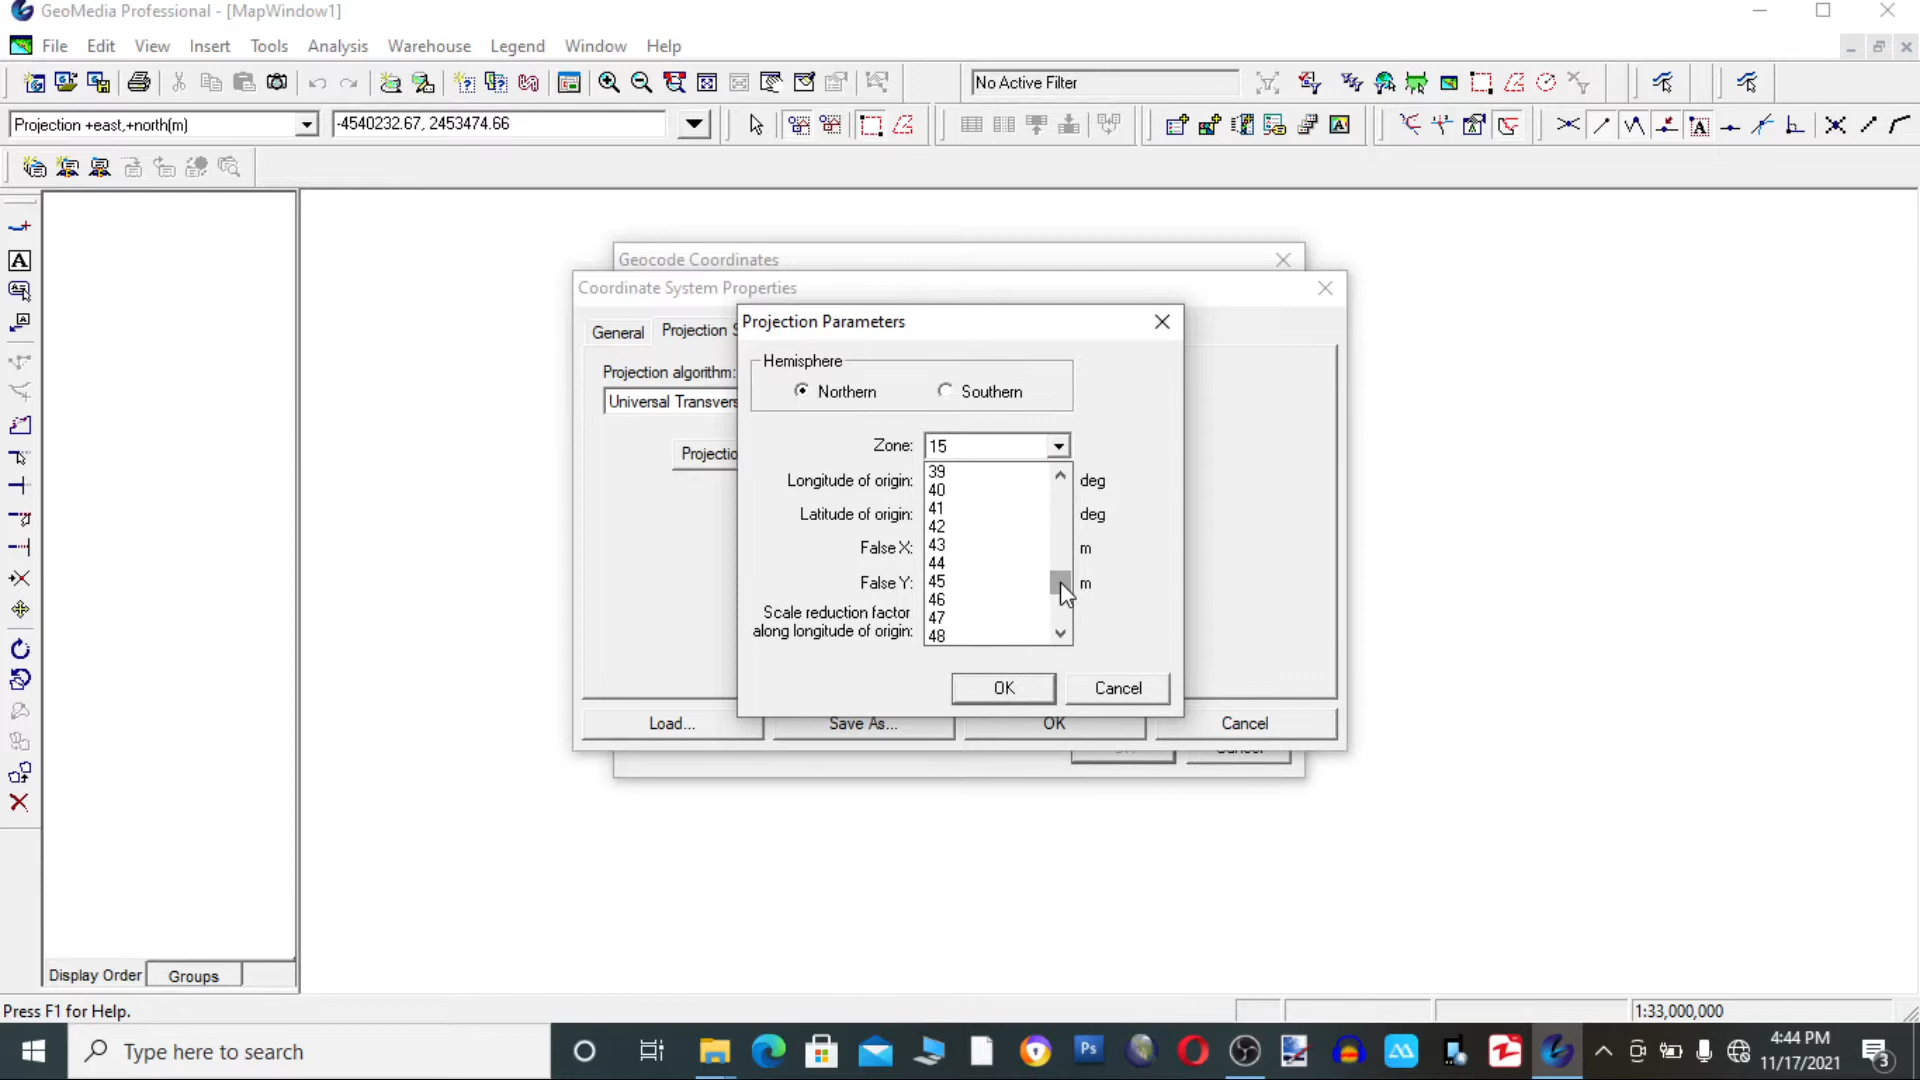 GeoMedia Professional - [MapWindow1]
File Edit View Insert Tools Analysis Warehouse Legend Window Help
No Active Filter
Projection +east,+north(m)
-4540232.67, 2453474.66
Geocode Coordinates
Coordinate System Properties
General
Projection S
Projection algorithm:
Universal Transvers
Projectio
Projection Parameters
Hemisphere
Northern
Southern
Zone: 15
39
40
41
42
43
44
45
46
47
48
Longitude of origin: deg
Latitude of origin: deg
False X: m
False Y: m
Scale reduction factor
along longitude of origin:
OK
Cancel
Load...
Save As...
OK
Cancel
Display Order
Groups
Press F1 for Help.
1:33,000,000
Type here to search
Ps
4:44 PM
11/17/2021
3